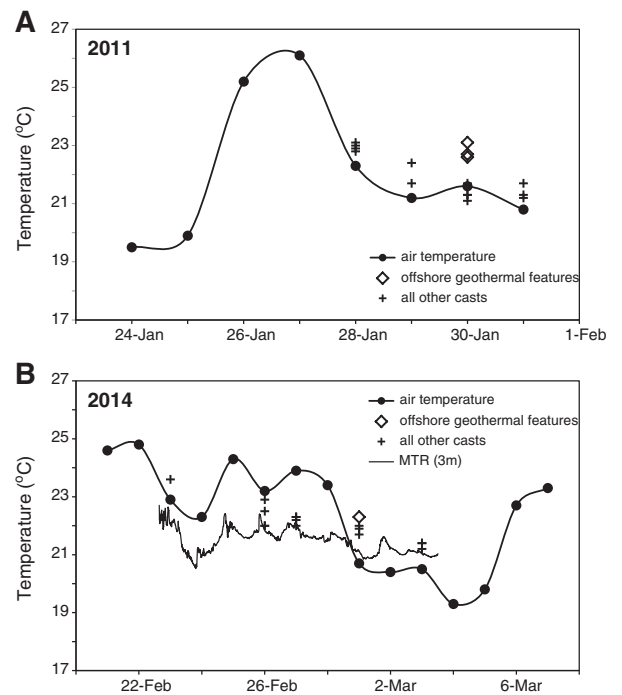 A
2011
27
25
23
21
19
17
Temperature (°C)
air temperature
offshore geothermal features
all other casts
24-Jan 26-Jan 28-Jan 30-Jan 1-Feb
B
2014
27
25
23
21
19
17
Temperature (°C)
air temperature
offshore geothermal features
all other casts
MTR (3m)
22-Feb 26-Feb 2-Mar 6-Mar